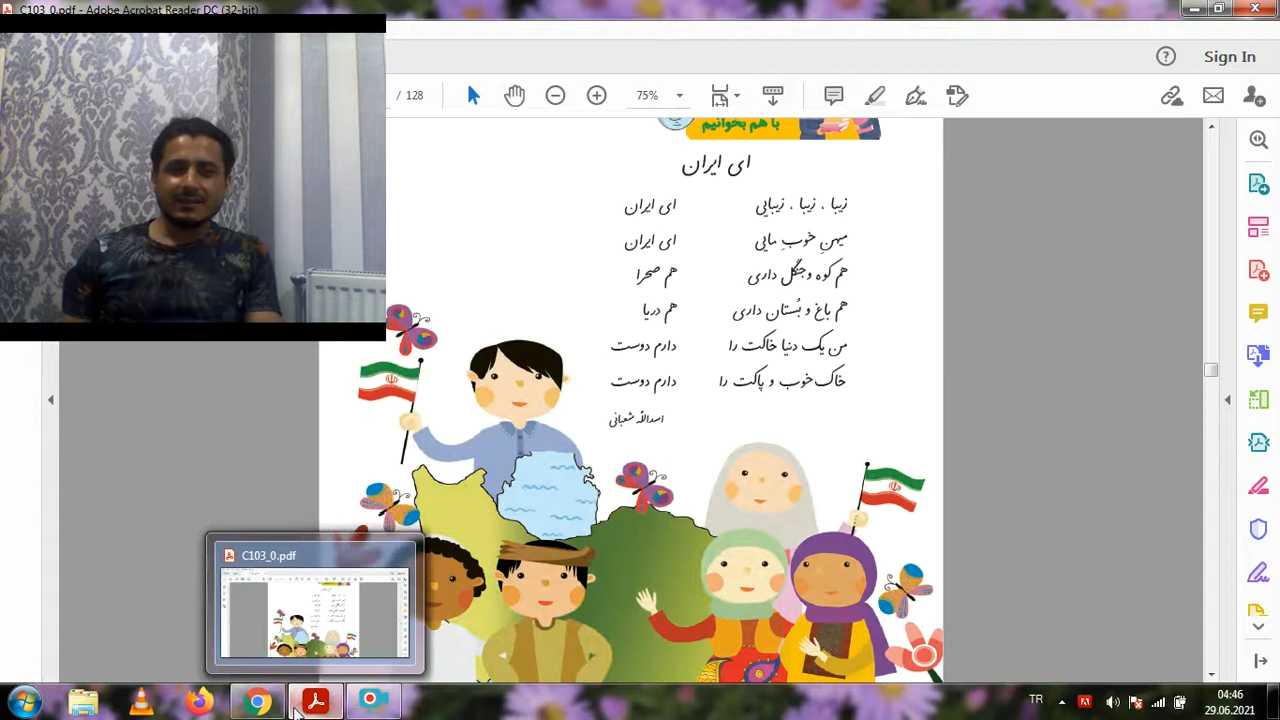 C103_0.pdf - Adobe Acrobat Reader DC (32-bit)
Sign In
/ 128
75%
با هم بخوانیم
ای ایران
زیبا ، زیبا ، زیبایی ای ایران
میهنِ خوبِ مایی ای ایران
هم کوه و جنگل داری هم صحرا
هم باغ و بُستان داری هم دریا
من یک دنیا خاکت را دارم دوست
خاک خوب و پاکت را دارم دوست
اسداللّه شعبانی
C103_0.pdf
TR
04:46
29.06.2021